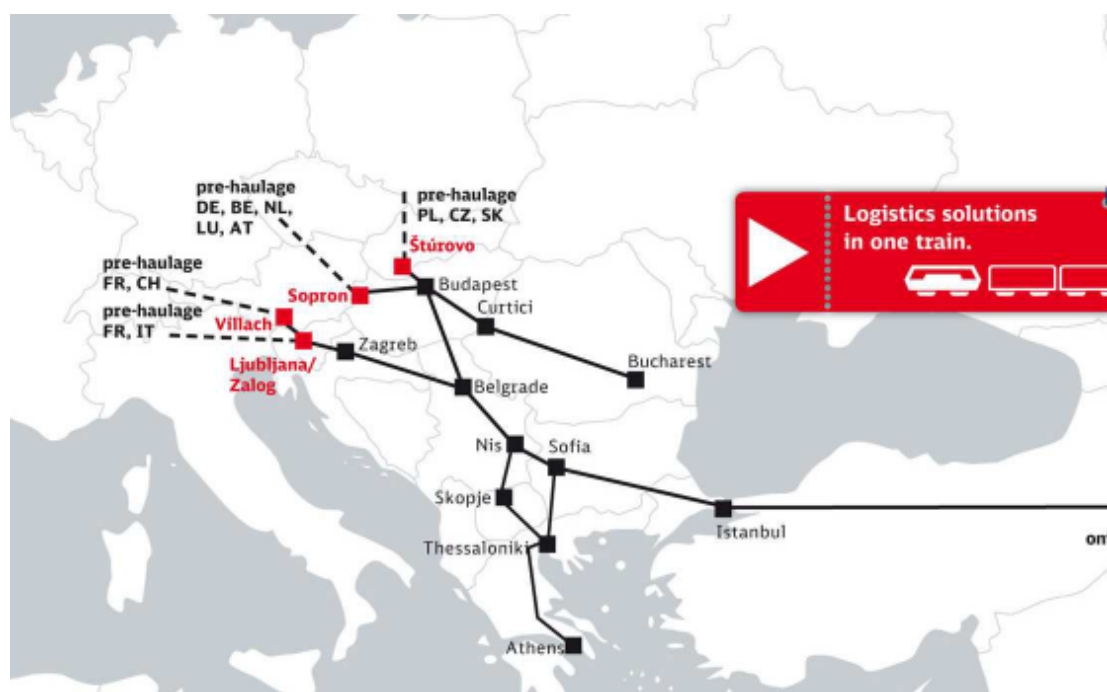 pre-haulage
DE, BE, NL,
LU, AT
pre-haulage
PL, CZ, SK
Štúrovo
Logistics solutions
in one train.
pre-haulage
FR, CH
Sopron
Budapest
Curtici
pre-haulage
FR, IT
Villach
Zagreb
Ljubljana/
Zalog
Bucharest
Belgrade
Nis
Sofia
Skopje
Istanbul
Thessaloniki
Athens